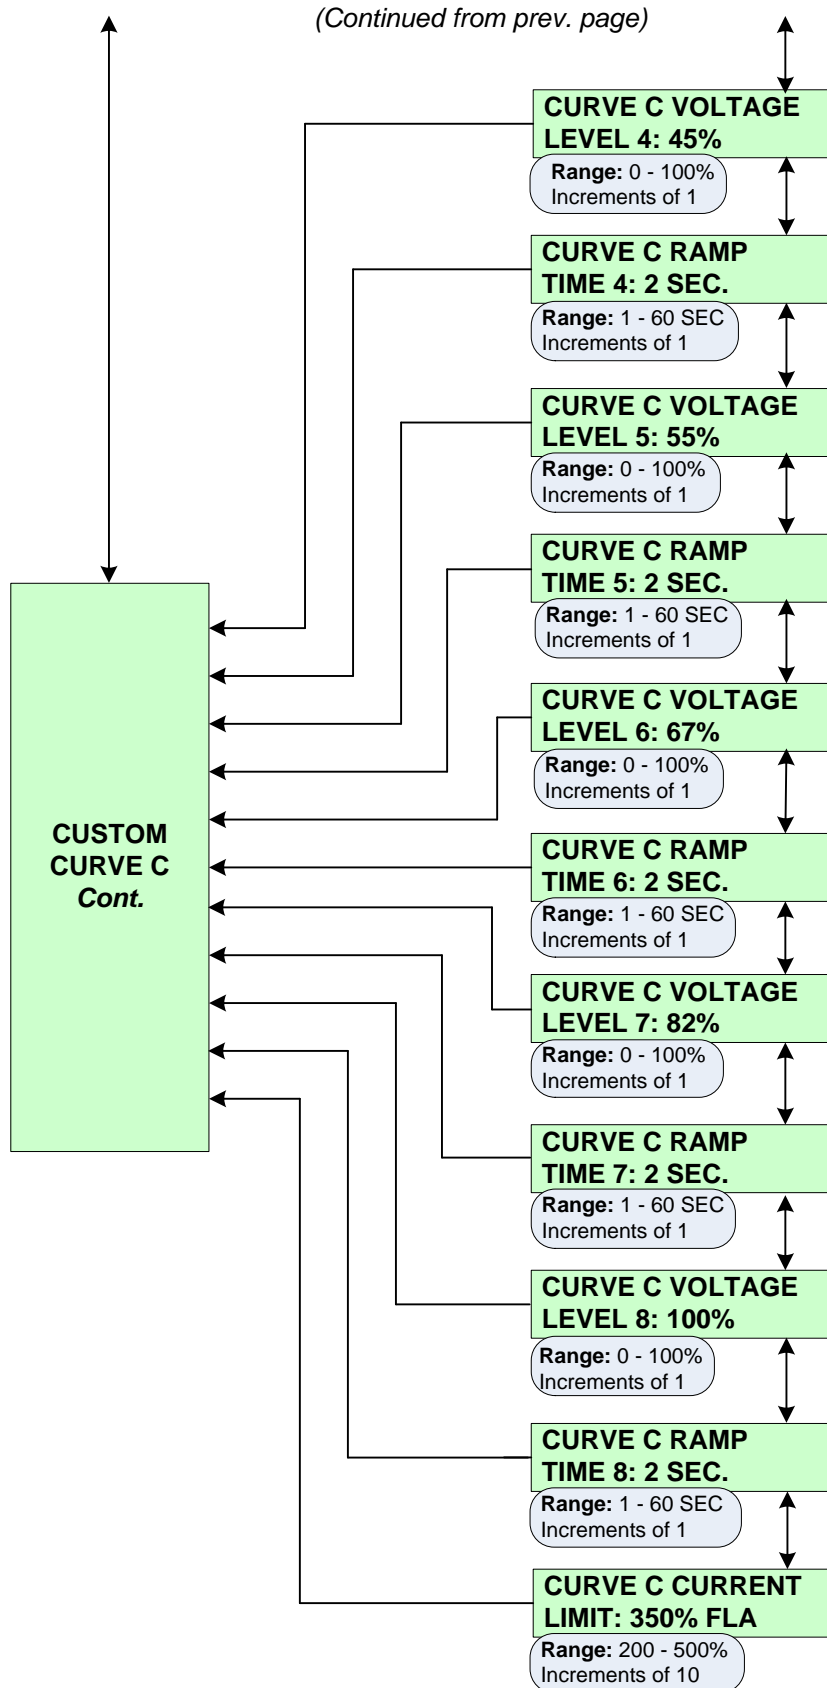 (Continued from prev. page)
CURVE C VOLTAGE
LEVEL 4: 45%
Range: 0 - 100%
Increments of 1
CURVE C RAMP
TIME 4: 2 SEC.
Range: 1 - 60 SEC
Increments of 1
CURVE C VOLTAGE
LEVEL 5: 55%
Range: 0 - 100%
Increments of 1
CURVE C RAMP
TIME 5: 2 SEC.
Range: 1 - 60 SEC
Increments of 1
CURVE C VOLTAGE
LEVEL 6: 67%
Range: 0 - 100%
Increments of 1
CUSTOM
CURVE C
Cont.
CURVE C RAMP
TIME 6: 2 SEC.
Range: 1 - 60 SEC
Increments of 1
CURVE C VOLTAGE
LEVEL 7: 82%
Range: 0 - 100%
Increments of 1
CURVE C RAMP
TIME 7: 2 SEC.
Range: 1 - 60 SEC
Increments of 1
CURVE C VOLTAGE
LEVEL 8: 100%
Range: 0 - 100%
Increments of 1
CURVE C RAMP
TIME 8: 2 SEC.
Range: 1 - 60 SEC
Increments of 1
CURVE C CURRENT
LIMIT: 350% FLA
Range: 200 - 500%
Increments of 10